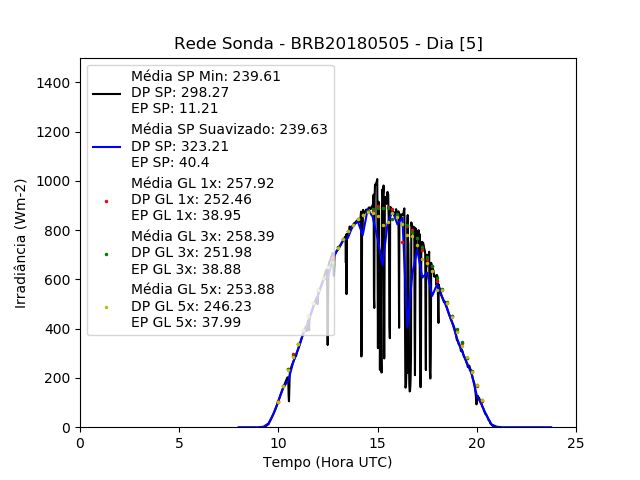 Rede Sonda - BRB20180505 - Dia [5]
Irradiância (Wm-2)
1400
1200
1000
800
600
400
200
0
Média SP Min: 239.61
DP SP: 298.27
EP SP: 11.21
Média SP Suavizado: 239.63
DP SP: 323.21
EP SP: 40.4
Média GL 1x: 257.92
DP GL 1x: 252.46
EP GL 1x: 38.95
Média GL 3x: 258.39
DP GL 3x: 251.98
EP GL 3x: 38.88
Média GL 5x: 253.88
DP GL 5x: 246.23
EP GL 5x: 37.99
0 5 10 15 20 25
Tempo (Hora UTC)